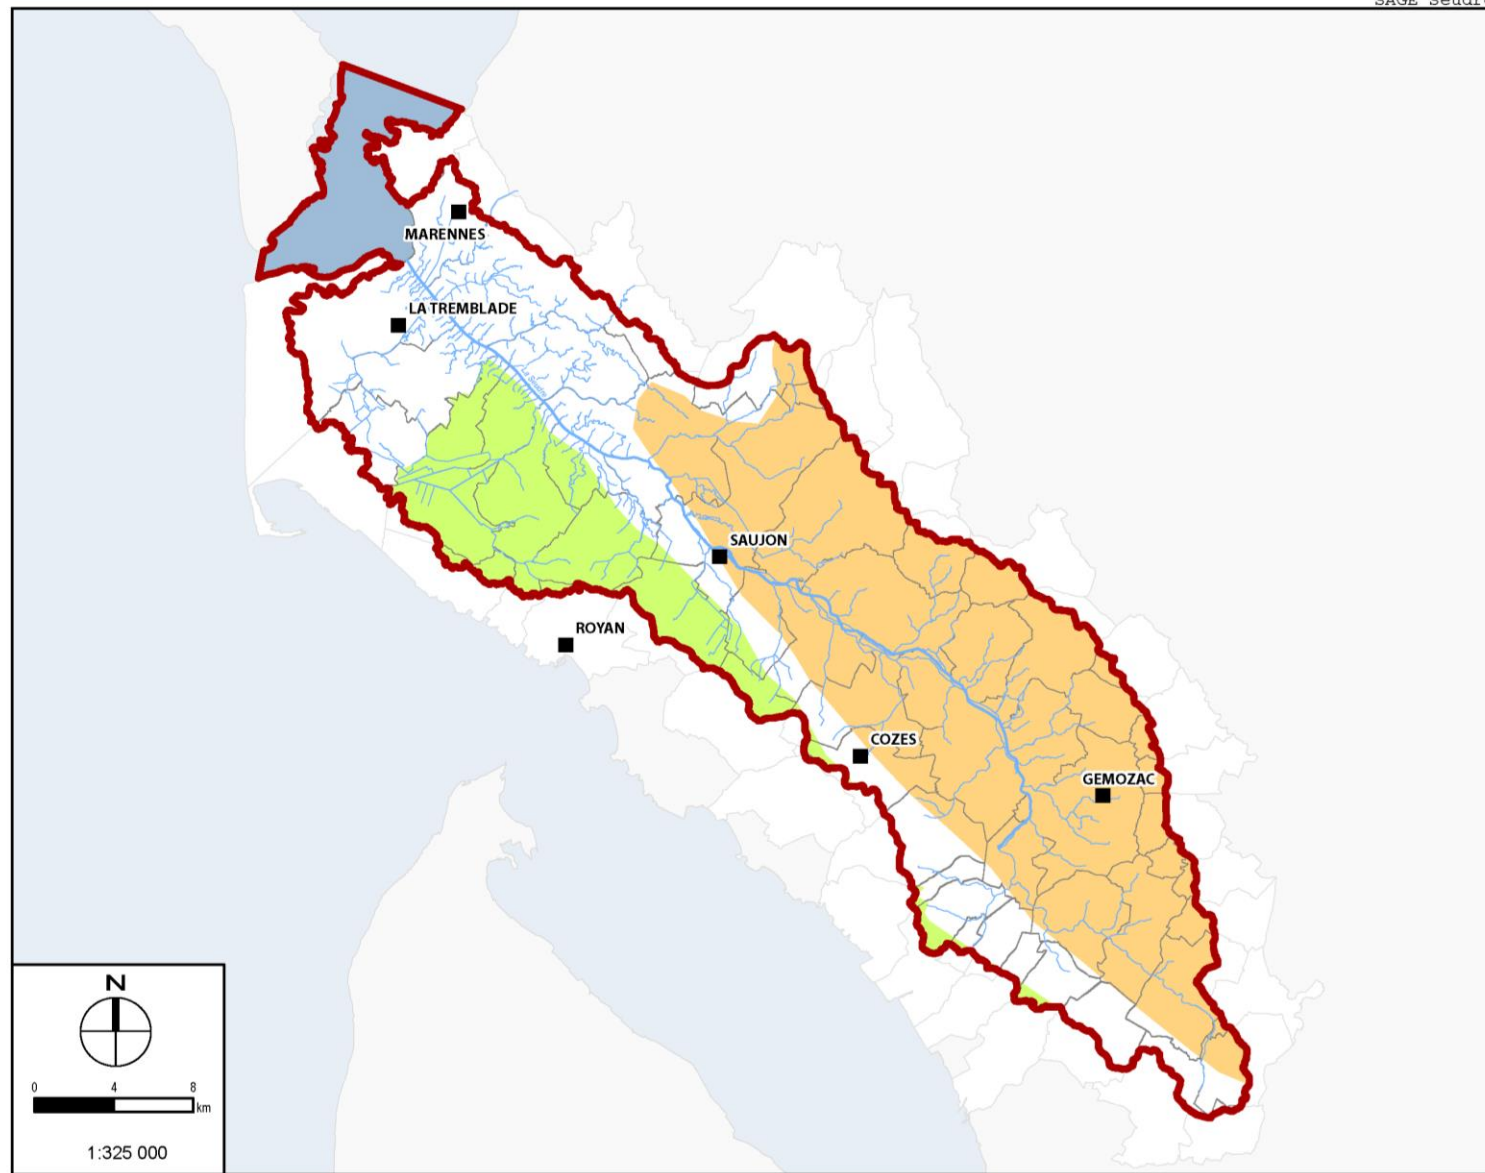 MARENNES
LA TREMBLADE
SAUJON
ROYAN
COZES
GEMOZAC
N
0 4 8
km
1:325 000